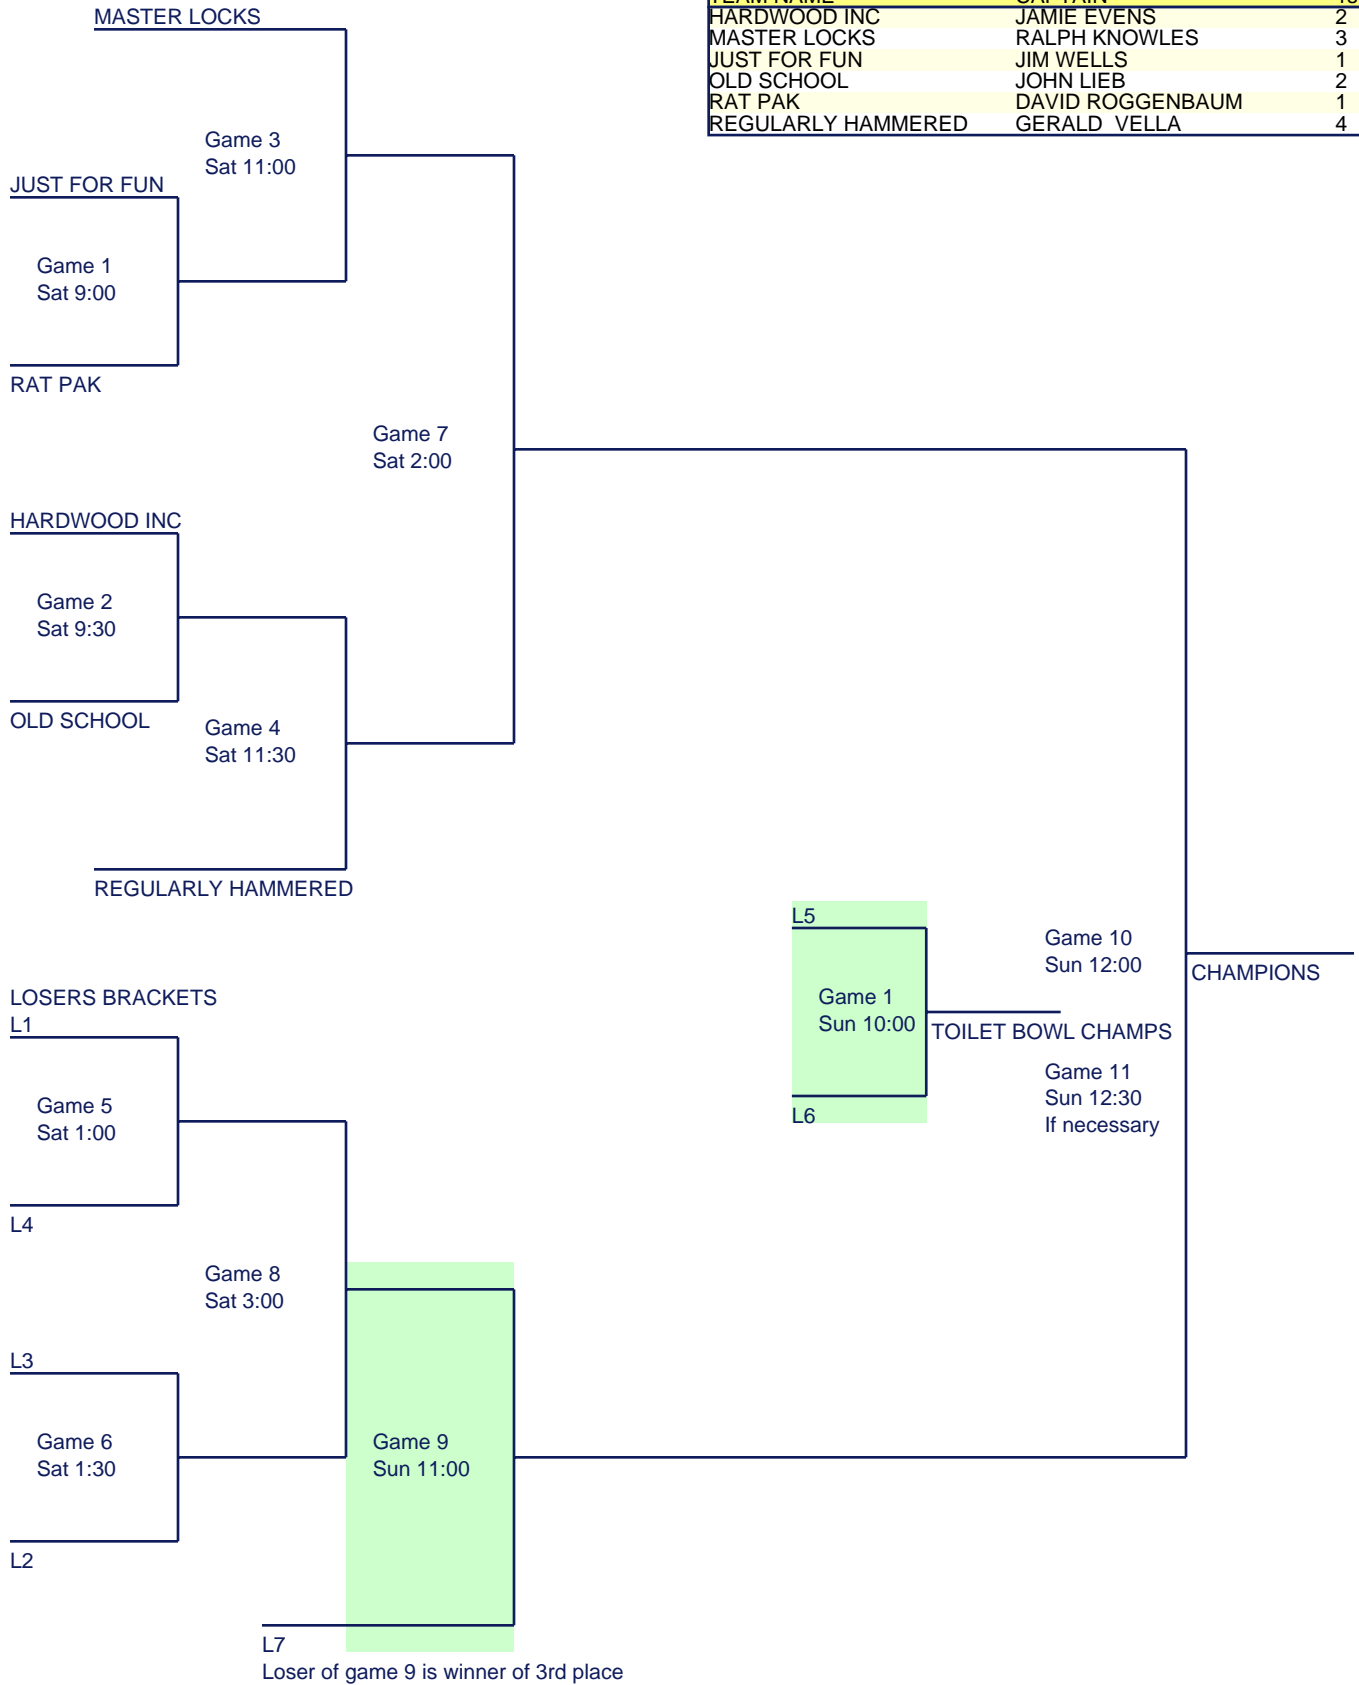 MASTER LOCKS
TEAM NAME CAPTAIN
HARDWOOD INC JAMIE EVENS 2
MASTER LOCKS RALPH KNOWLES 3
JUST FOR FUN JIM WELLS 1
OLD SCHOOL JOHN LIEB 2
RAT PAK DAVID ROGGENBAUM 1
REGULARLY HAMMERED GERALD VELLA 4
Game 3
Sat 11:00
JUST FOR FUN
Game 1
Sat 9:00
RAT PAK
Game 7
Sat 2:00
HARDWOOD INC
Game 2
Sat 9:30
OLD SCHOOL
Game 4
Sat 11:30
REGULARLY HAMMERED
L5
Game 10
Sun 12:00
CHAMPIONS
Game 1
Sun 10:00
TOILET BOWL CHAMPS
Game 11
Sun 12:30
If necessary
L6
LOSERS BRACKETS
L1
Game 5
Sat 1:00
L4
Game 8
Sat 3:00
L3
Game 6
Sat 1:30
Game 9
Sun 11:00
L2
L7
Loser of game 9 is winner of 3rd place